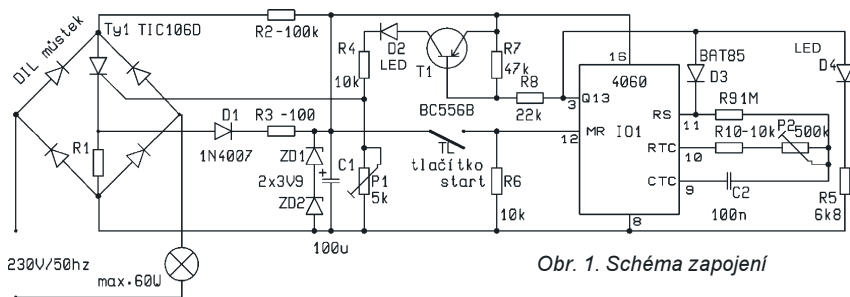 DIL můstek
Ty1 TIC106D
R2-100k
R4
10k
D2
LED
T1
R7
47k
BC556B
R8
22k
16
4060
Q13
3
BAT85
D3
LED
D4
RS
11
R91M
MR
12
IO1
RTC
10
R10-10k
P2
500k
CTC
9
C2
100n
8
R5
6k8
R1
D1
1N4007
R3 -100
ZD1
2x3V9
ZD2
+
100u
C1
P1
5k
TL
tlačítko
start
R6
10k
230V/50hz
max.60W
Obr. 1. Schéma zapojení